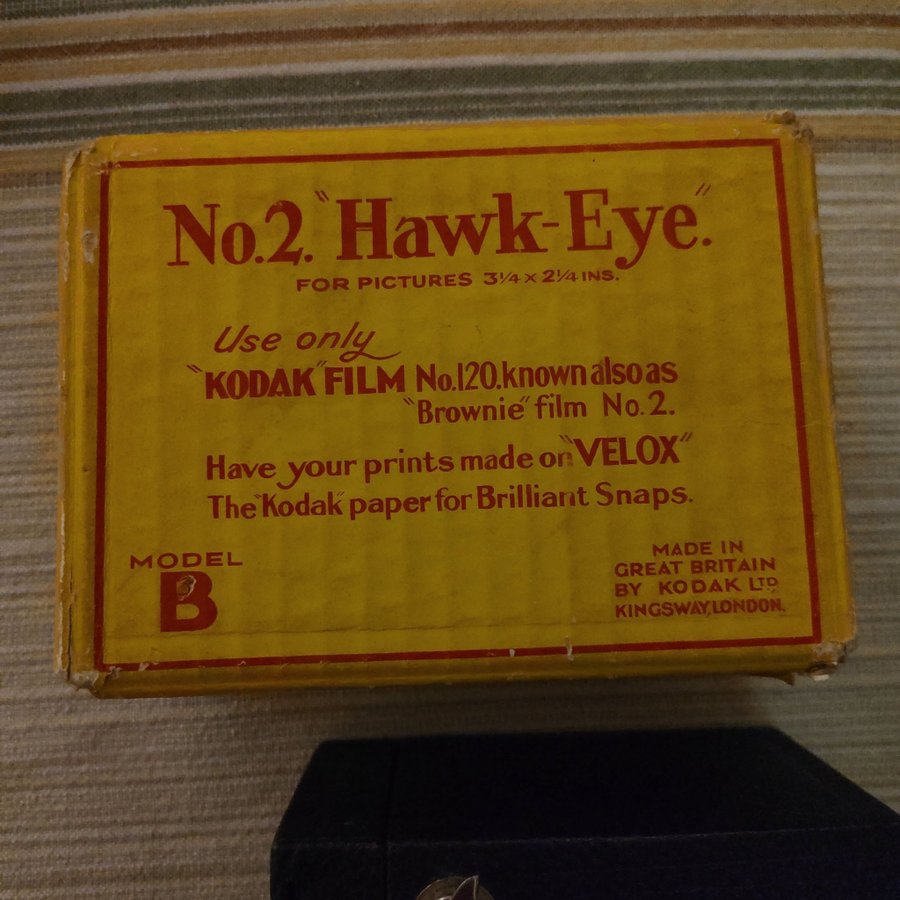 No.2. "Hawk-Eye".
FOR PICTURES 3¼ x 2¼ INS.
Use only
"KODAK" FILM No.120. known also as
"Brownie" film No. 2.
Have your prints made on "VELOX"
The "Kodak" paper for Brilliant Snaps.
MODEL
B
MADE IN
GREAT BRITAIN
BY KODAK LTD
KINGSWAY, LONDON.